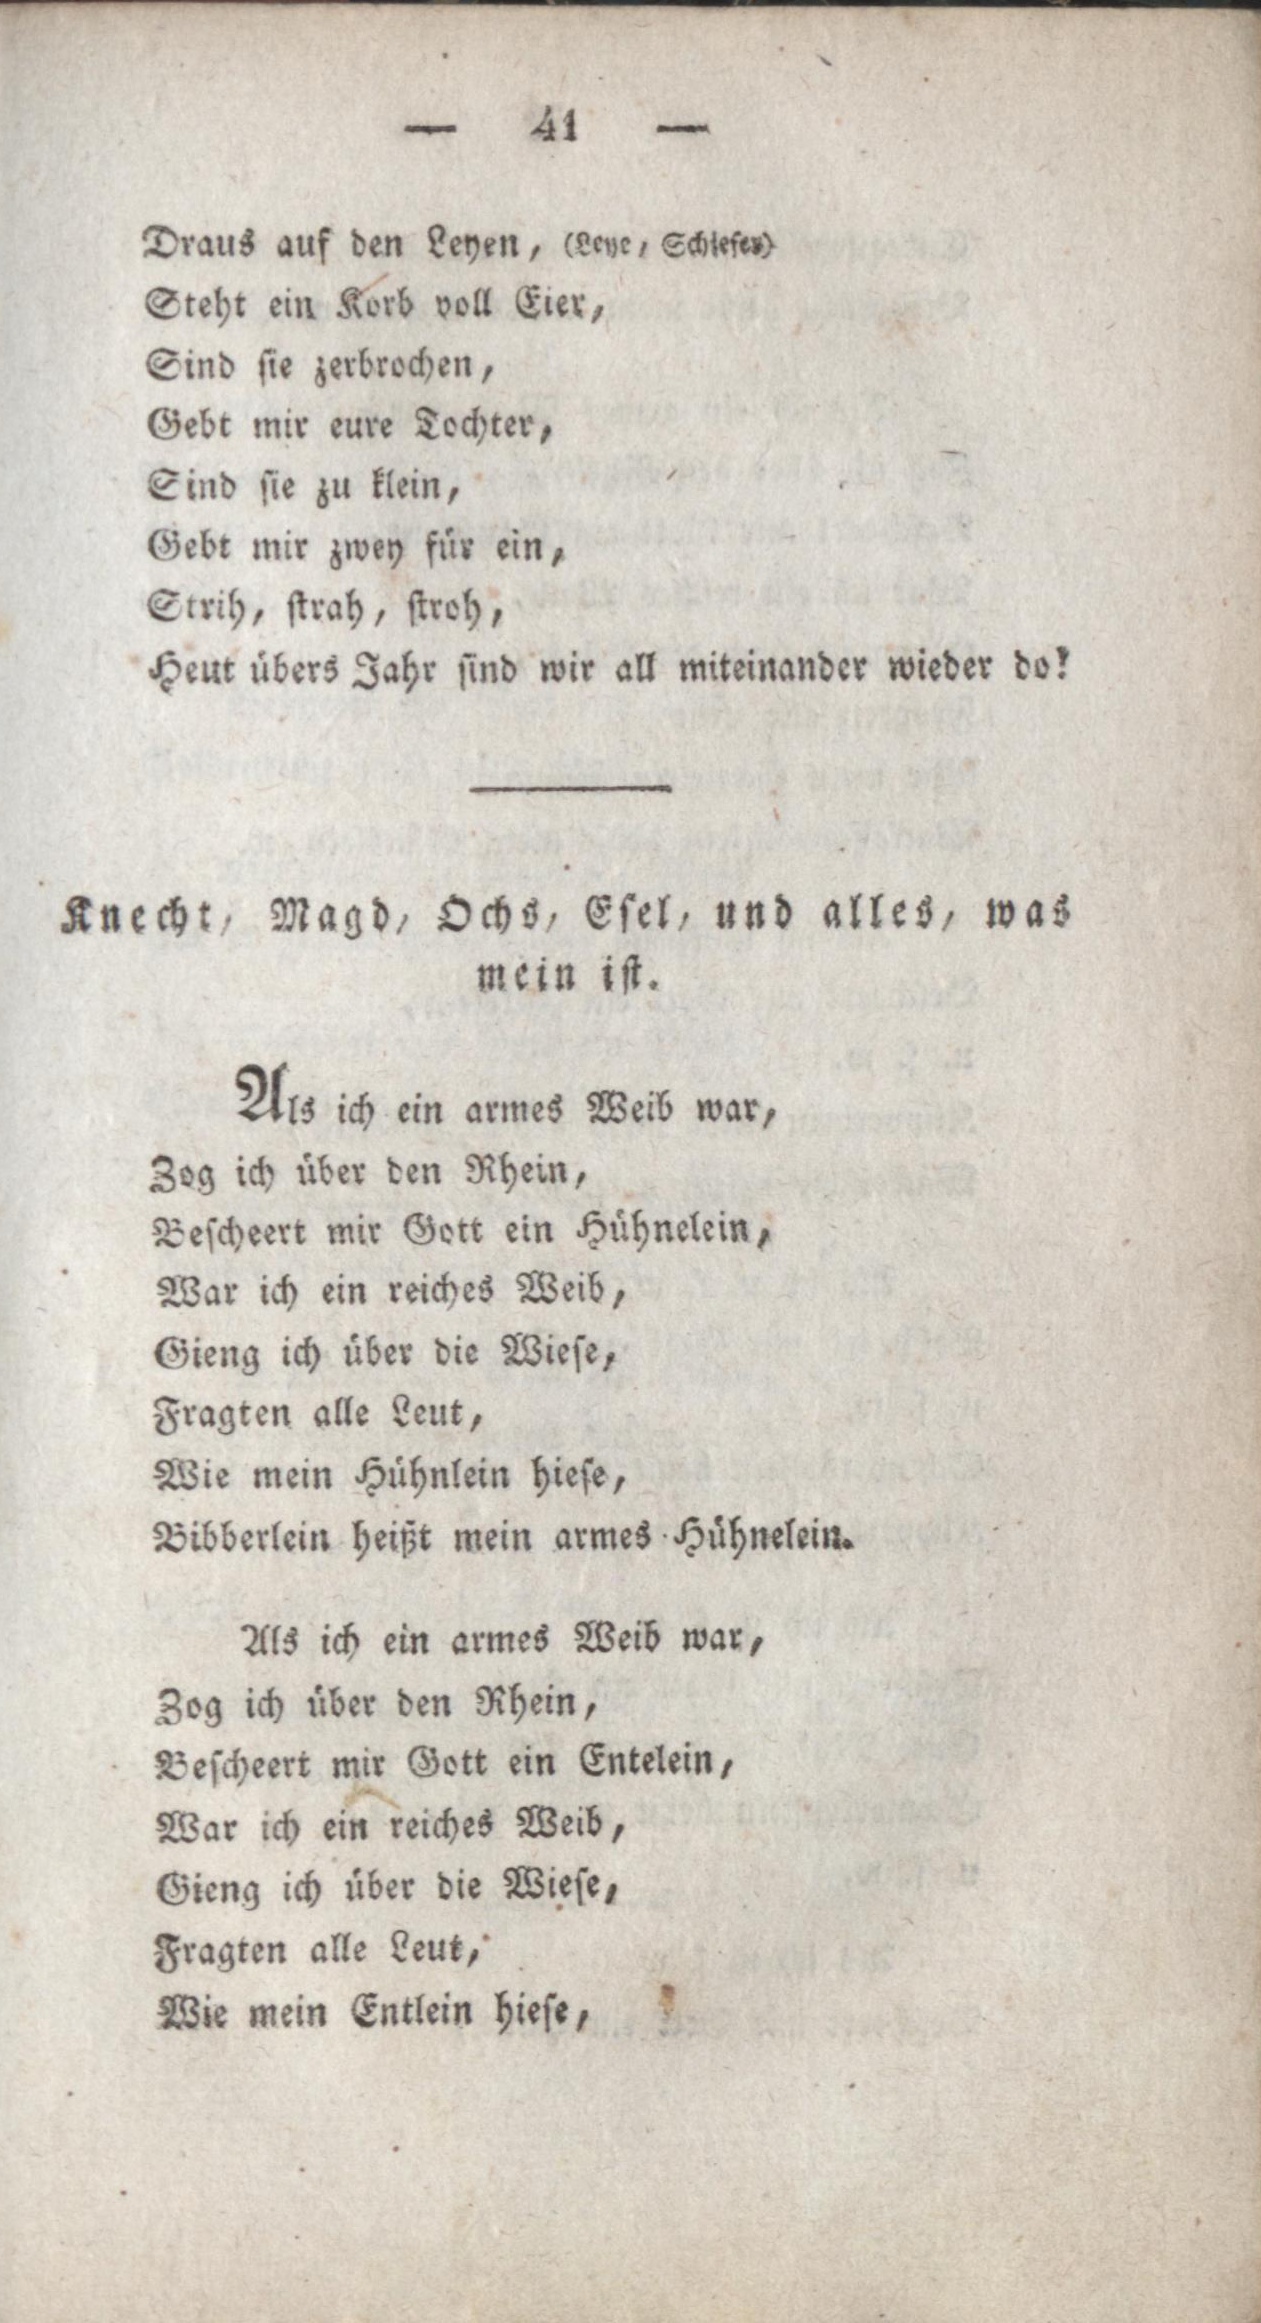 — 41 —
Draus auf den Leyen, (Leye, Schiefer)
Steht ein Korb voll Eier,
Sind sie zerbrochen,
Gebt mir eure Tochter,
Sind sie zu klein,
Gebt mir zwey für ein,
Strih, strah, stroh,
Heut übers Jahr sind wir all miteinander wieder do!
Knecht, Magd, Ochs, Esel, und alles, was
mein ist.
Als ich ein armes Weib war,
Zog ich über den Rhein,
Bescheert mir Gott ein Hühnelein,
War ich ein reiches Weib,
Gieng ich über die Wiese,
Fragten alle Leut,
Wie mein Hühnlein hiese,
Bibberlein heißt mein armes Hühnelein.
Als ich ein armes Weib war,
Zog ich über den Rhein,
Bescheert mir Gott ein Entelein,
War ich ein reiches Weib,
Gieng ich über die Wiese,
Fragten alle Leut,
Wie mein Entlein hiese,